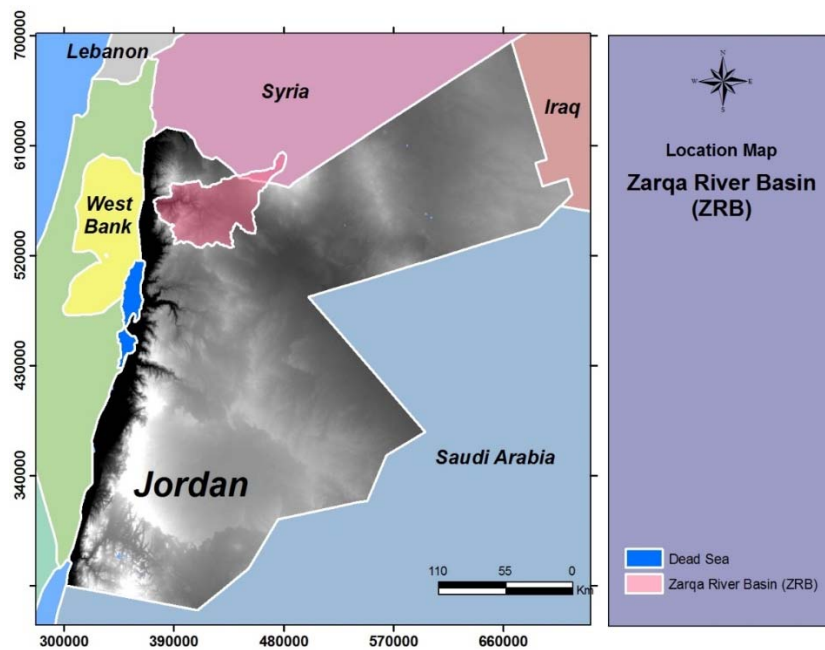 700000
610000
520000
430000
340000
300000
390000
480000
570000
660000
Lebanon
Syria
Iraq
West
Bank
Jordan
Saudi Arabia
110
55
0
Km
N
W
E
S
Location Map
Zarqa River Basin
(ZRB)
Dead Sea
Zarqa River Basin (ZRB)